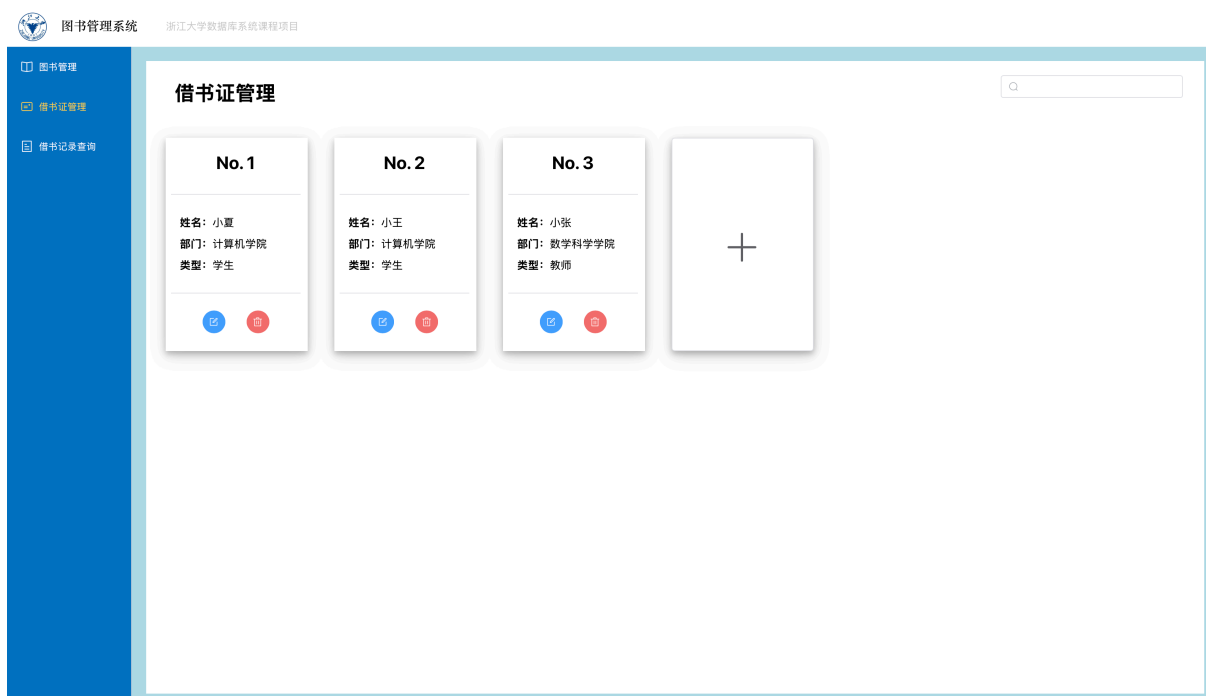 图书管理系统 浙江大学数据库系统课程项目
图书管理
借书证管理
借书记录查询
借书证管理
No. 1
姓名：小夏
部门：计算机学院
类型：学生
No. 2
姓名：小王
部门：计算机学院
类型：学生
No. 3
姓名：小张
部门：数学科学学院
类型：教师